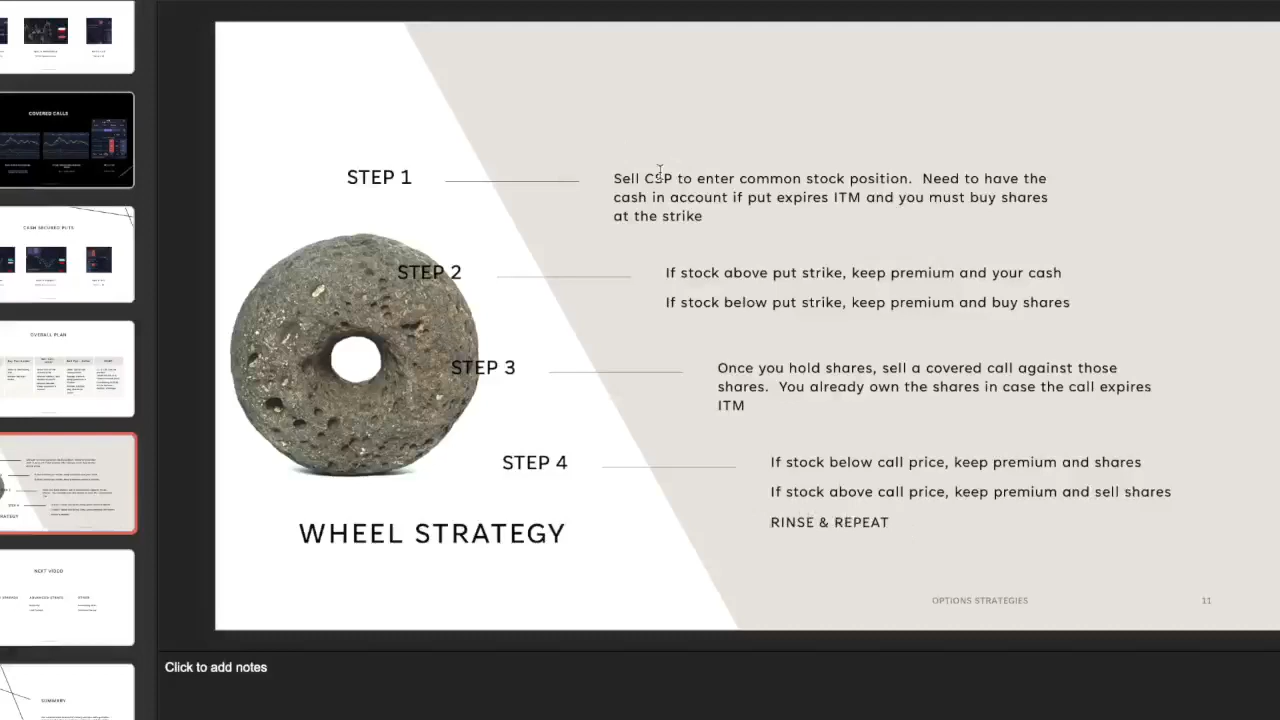 COVERED CALLS
CASH SECURED PUTS
OVERALL PLAN
NEXT VIDEO
SUMMARY
STEP 1
Sell CSP to enter common stock position.  Need to have the
cash in account if put expires ITM and you must buy shares
at the strike
STEP 2
If stock above put strike, keep premium and your cash
If stock below put strike, keep premium and buy shares
STEP 3
Once you hold shares, sell a covered call against those
shares.  You already own the shares in case the call expires
ITM
STEP 4
If stock below call price, keep premium and shares
If stock above call price, keep premium and sell shares
RINSE & REPEAT
WHEEL STRATEGY
OPTIONS STRATEGIES
11
Click to add notes